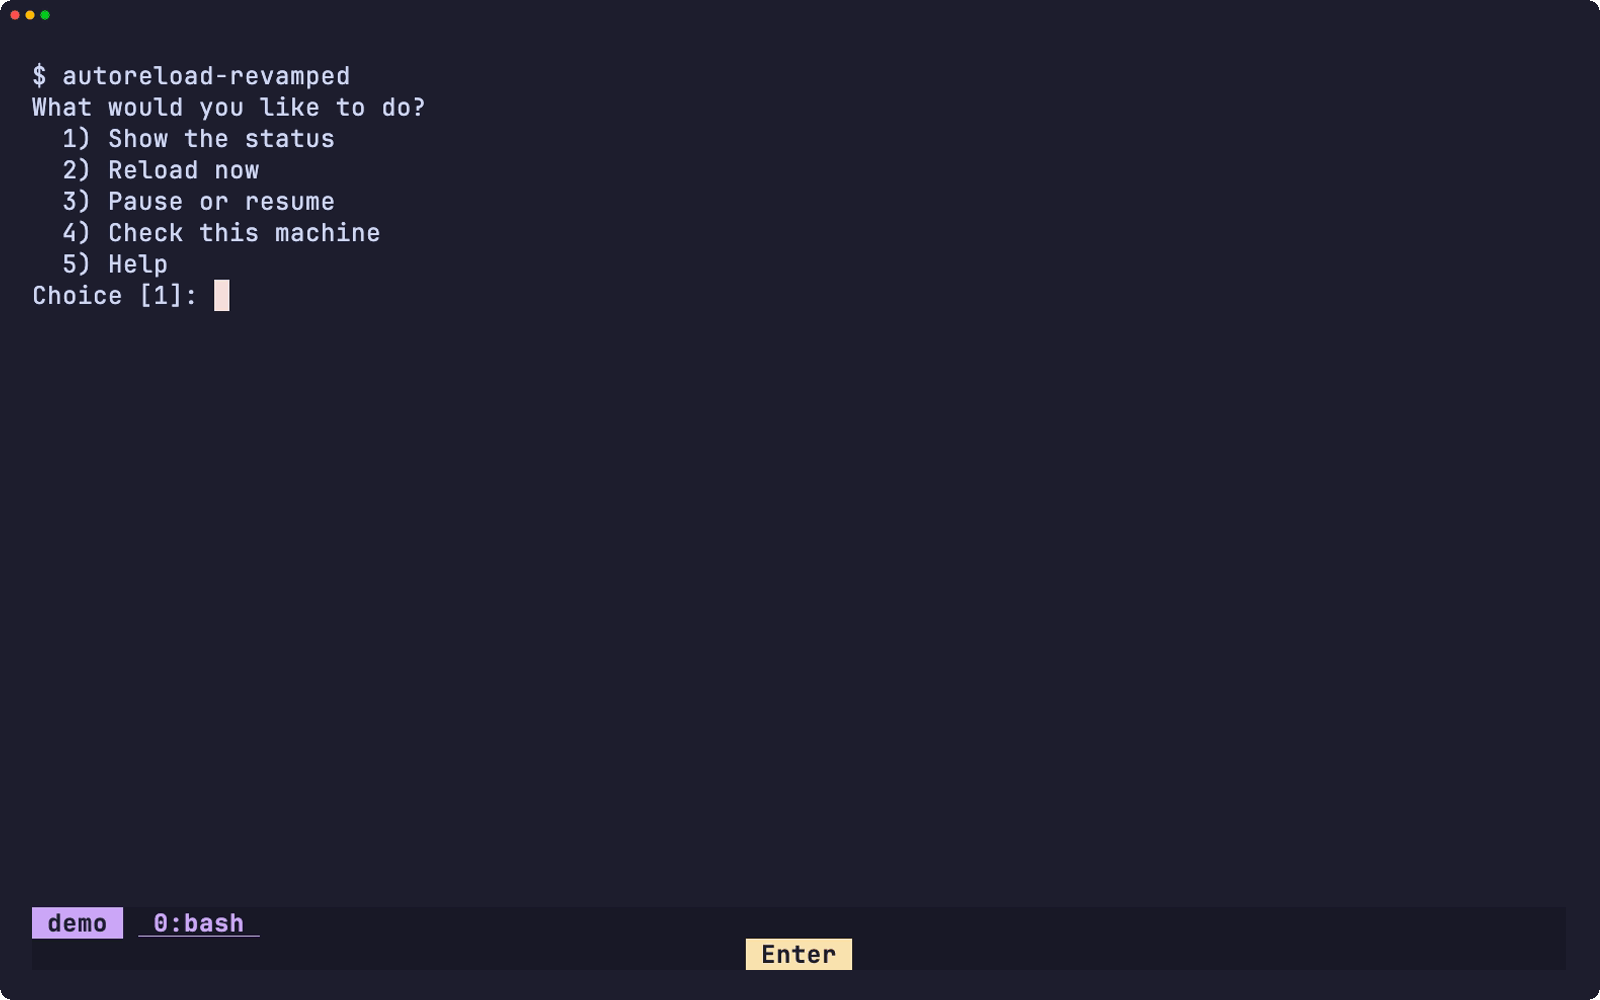 $ autoreload-revamped
What would you like to do?
  1) Show the status
  2) Reload now
  3) Pause or resume
  4) Check this machine
  5) Help
Choice [1]:
demo 0:bash
Enter